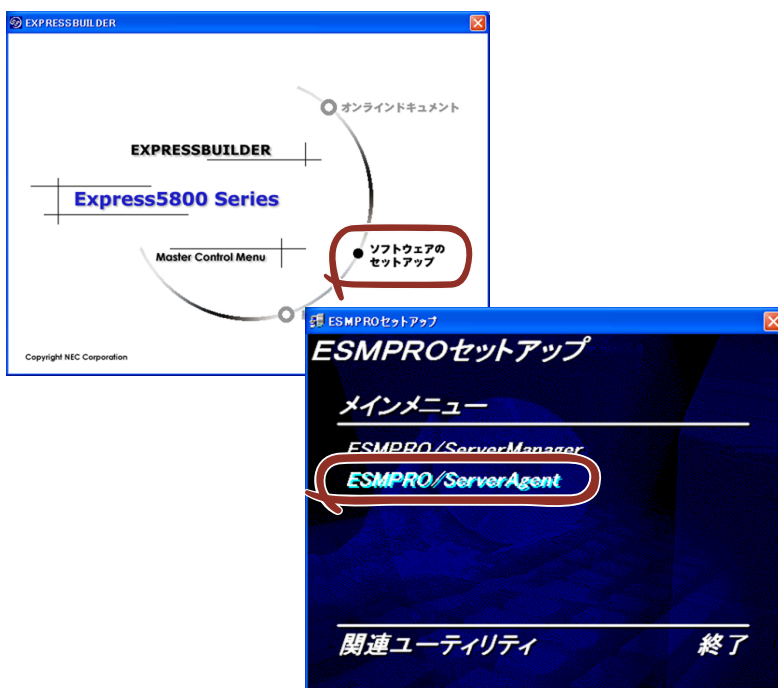 EXPRESSBUILDER
オンラインドキュメント
EXPRESSBUILDER
Express5800 Series
ソフトウェアの
セットアップ
Master Control Menu
Copyright NEC Corporation
ESMPROセットアップ
ESMPROセットアップ
メインメニュー
ESMPRO/ServerManager
ESMPRO/ServerAgent
関連ユーティリティ
終了